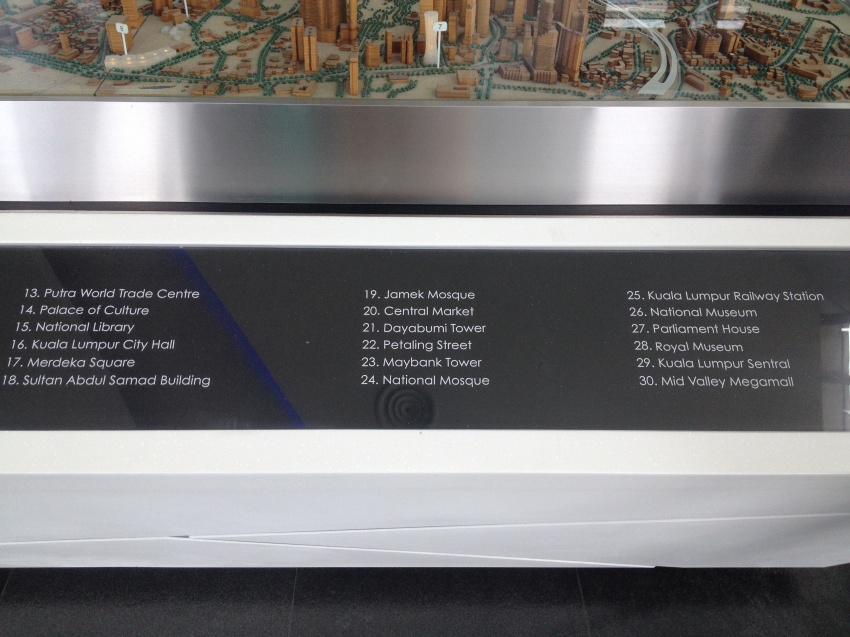 7
13. Putra World Trade Centre
14. Palace of Culture
15. National Library
16. Kuala Lumpur City Hall
17. Merdeka Square
18. Sultan Abdul Samad Building
19. Jamek Mosque
20. Central Market
21. Dayabumi Tower
22. Petaling Street
23. Maybank Tower
24. National Mosque
25. Kuala Lumpur Railway Station
26. National Museum
27. Parliament House
28. Royal Museum
29. Kuala Lumpur Sentral
30. Mid Valley Megamall